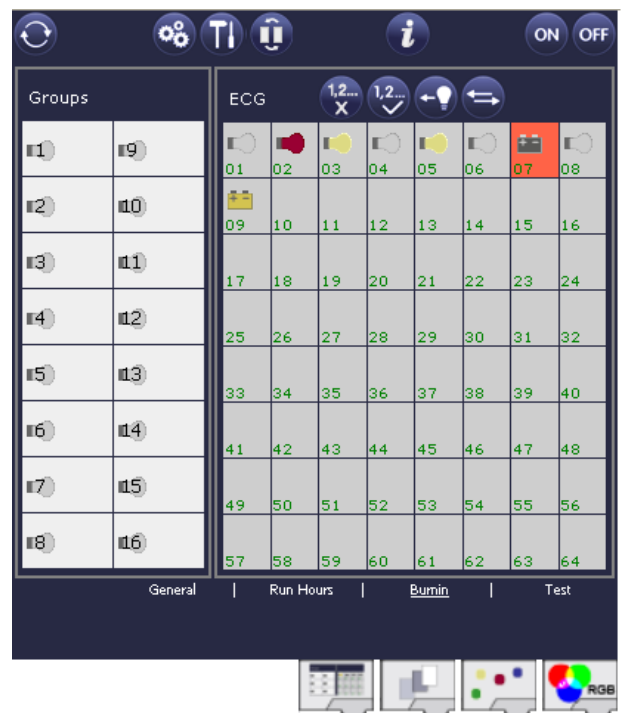 i ON OFF
Groups
ECG 1,2... X 1,2...
1 9
2 10
3 11
4 12
5 13
6 14
7 15
8 16
01 02 03 04 05 06 07 08
09 10 11 12 13 14 15 16
17 18 19 20 21 22 23 24
25 26 27 28 29 30 31 32
33 34 35 36 37 38 39 40
41 42 43 44 45 46 47 48
49 50 51 52 53 54 55 56
57 58 59 60 61 62 63 64
General | Run Hours | Burnin | Test
RGB